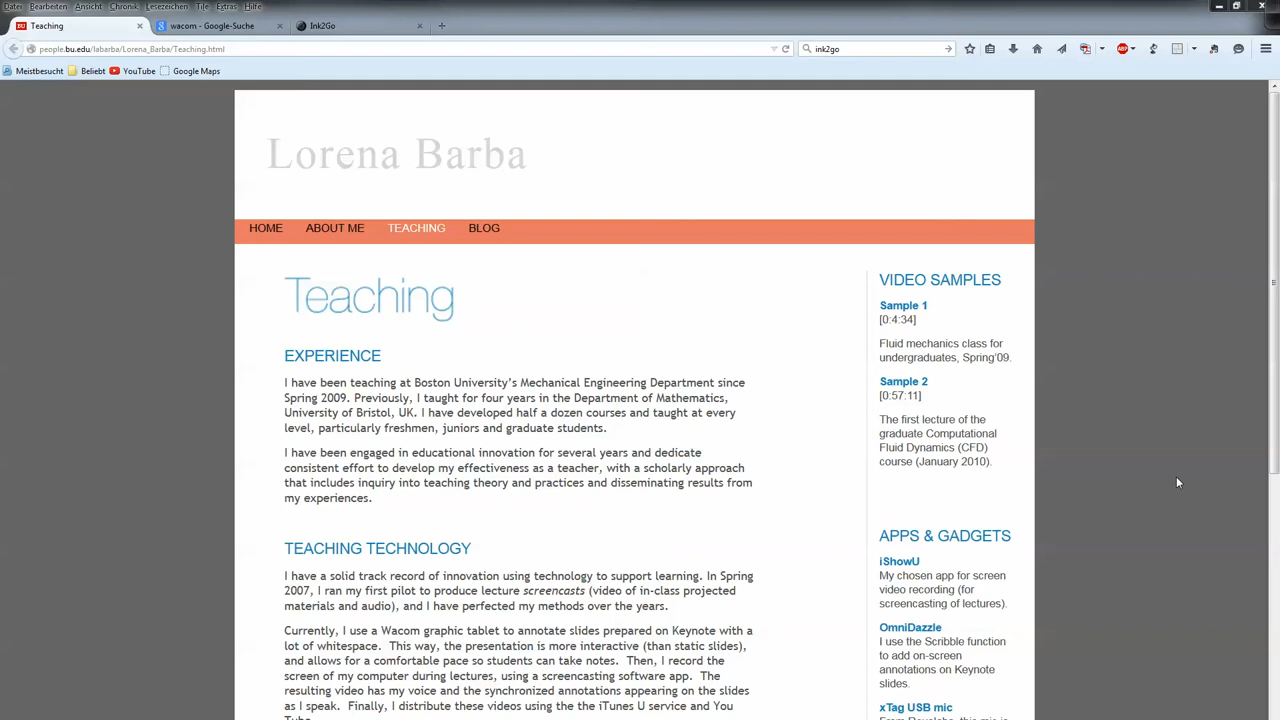 Datei Bearbeiten Ansicht Chronik Lesezeichen Tile Extras Hilfe
BU Teaching
wacom - Google-Suche
Ink2Go
people.bu.edu/labarba/Lorena_Barba/Teaching.html
ink2go
ABP
Meistbesucht Beliebt YouTube Google Maps
Lorena Barba
HOME ABOUT ME TEACHING BLOG
Teaching
EXPERIENCE
I have been teaching at Boston University's Mechanical Engineering Department since
Spring 2009. Previously, I taught for four years in the Department of Mathematics,
University of Bristol, UK. I have developed half a dozen courses and taught at every
level, particularly freshmen, juniors and graduate students.
I have been engaged in educational innovation for several years and dedicate
consistent effort to develop my effectiveness as a teacher, with a scholarly approach
that includes inquiry into teaching theory and practices and disseminating results from
my experiences.
TEACHING TECHNOLOGY
I have a solid track record of innovation using technology to support learning. In Spring
2007, I ran my first pilot to produce lecture screencasts (video of in-class projected
materials and audio), and I have perfected my methods over the years.
Currently, I use a Wacom graphic tablet to annotate slides prepared on Keynote with a
lot of whitespace. This way, the presentation is more interactive (than static slides),
and allows for a comfortable pace so students can take notes. Then, I record the
screen of my computer during lectures, using a screencasting software app. The
resulting video has my voice and the synchronized annotations appearing on the slides
as I speak. Finally, I distribute these videos using the the iTunes U service and You
VIDEO SAMPLES
Sample 1
[0:4:34]
Fluid mechanics class for
undergraduates, Spring'09.
Sample 2
[0:57:11]
The first lecture of the
graduate Computational
Fluid Dynamics (CFD)
course (January 2010).
APPS & GADGETS
iShowU
My chosen app for screen
video recording (for
screencasting of lectures).
OmniDazzle
I use the Scribble function
to add on-screen
annotations on Keynote
slides.
xTag USB mic